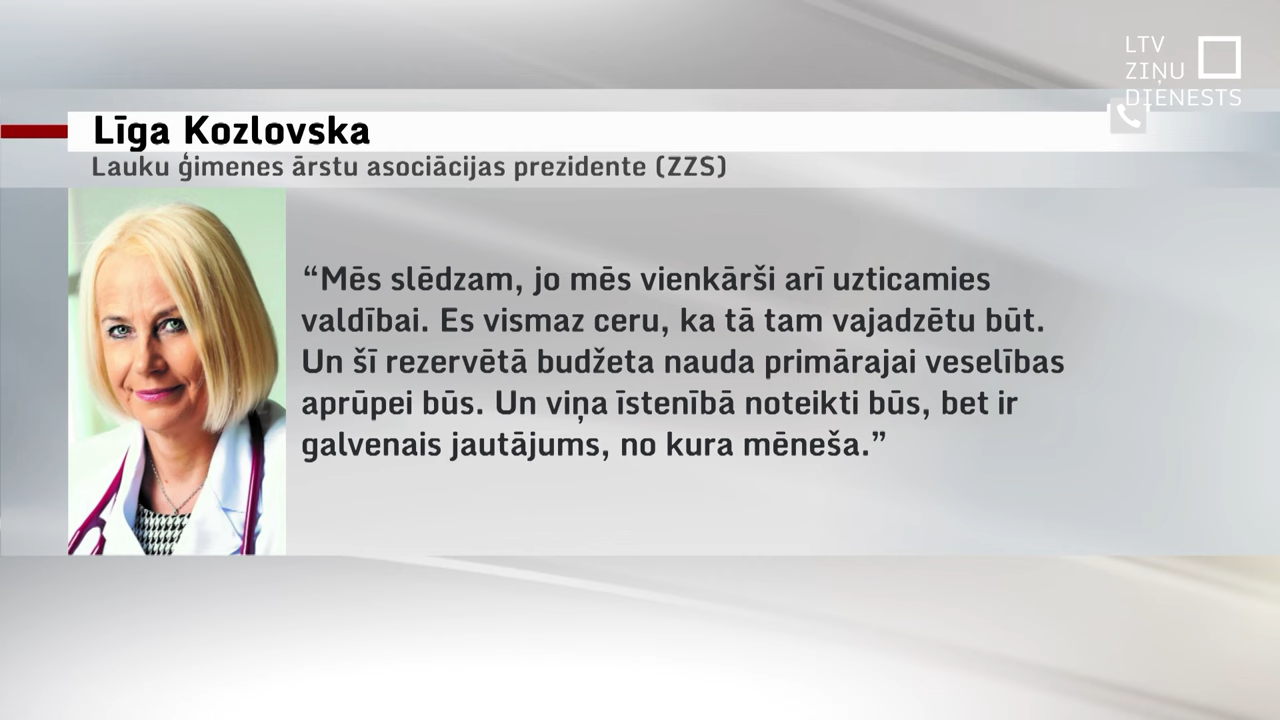 LTV
ZIŅU
DIENESTS
Līga Kozlovska
Lauku ģimenes ārstu asociācijas prezidente (ZZS)
“Mēs slēdzam, jo mēs vienkārši arī uzticamies
valdībai. Es vismaz ceru, ka tā tam vajadzētu būt.
Un šī rezervētā budžeta nauda primārajai veselības
aprūpei būs. Un viņa īstenībā noteikti būs, bet ir
galvenais jautājums, no kura mēneša.”